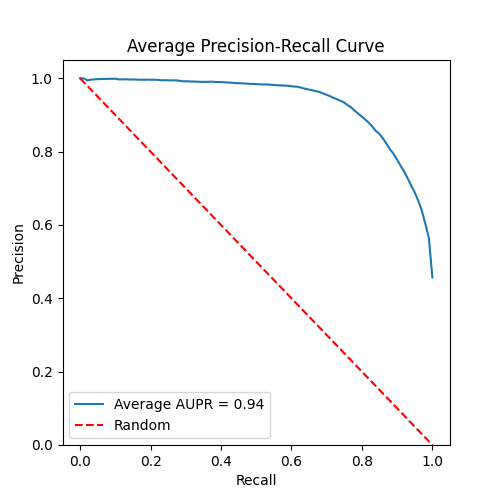 Average Precision-Recall Curve
1.0
0.8
0.6
0.4
0.2
0.0
Precision
Average AUPR = 0.94
Random
0.0 0.2 0.4 0.6 0.8 1.0
Recall